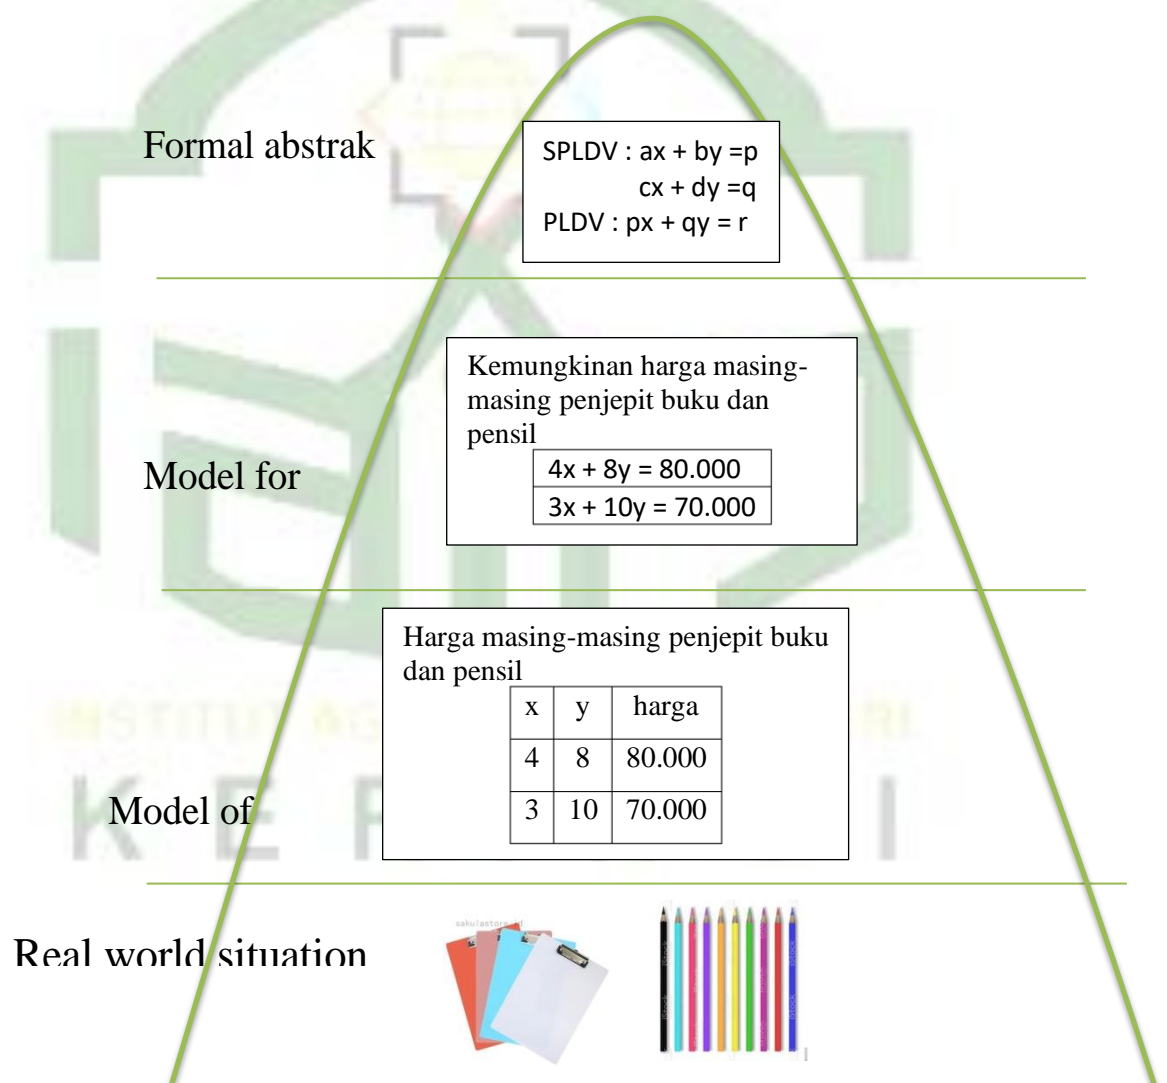 Formal abstrak
SPLDV : ax + by =p
cx + dy =q
PLDV : px + qy = r
Kemungkinan harga masing-
masing penjepit buku dan
pensil
4x + 8y = 80.000
3x + 10y = 70.000
Model for
Harga masing-masing penjepit buku
dan pensil
x y harga
4 8 80.000
3 10 70.000
Model of
Real world situation